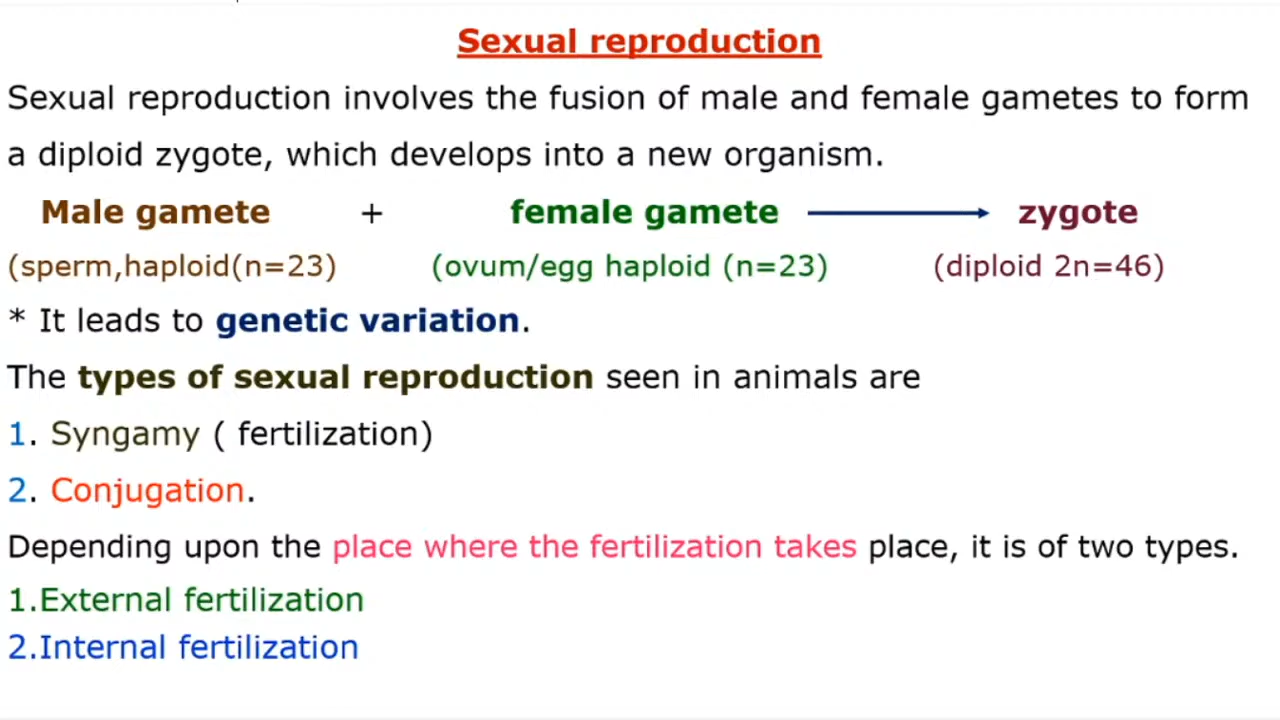 Sexual reproduction
Sexual reproduction involves the fusion of male and female gametes to form
a diploid zygote, which develops into a new organism.
Male gamete + female gamete zygote
(sperm,haploid(n=23) (ovum/egg haploid (n=23) (diploid 2n=46)
* It leads to genetic variation.
The types of sexual reproduction seen in animals are
1. Syngamy ( fertilization)
2. Conjugation.
Depending upon the place where the fertilization takes place, it is of two types.
1.External fertilization
2.Internal fertilization